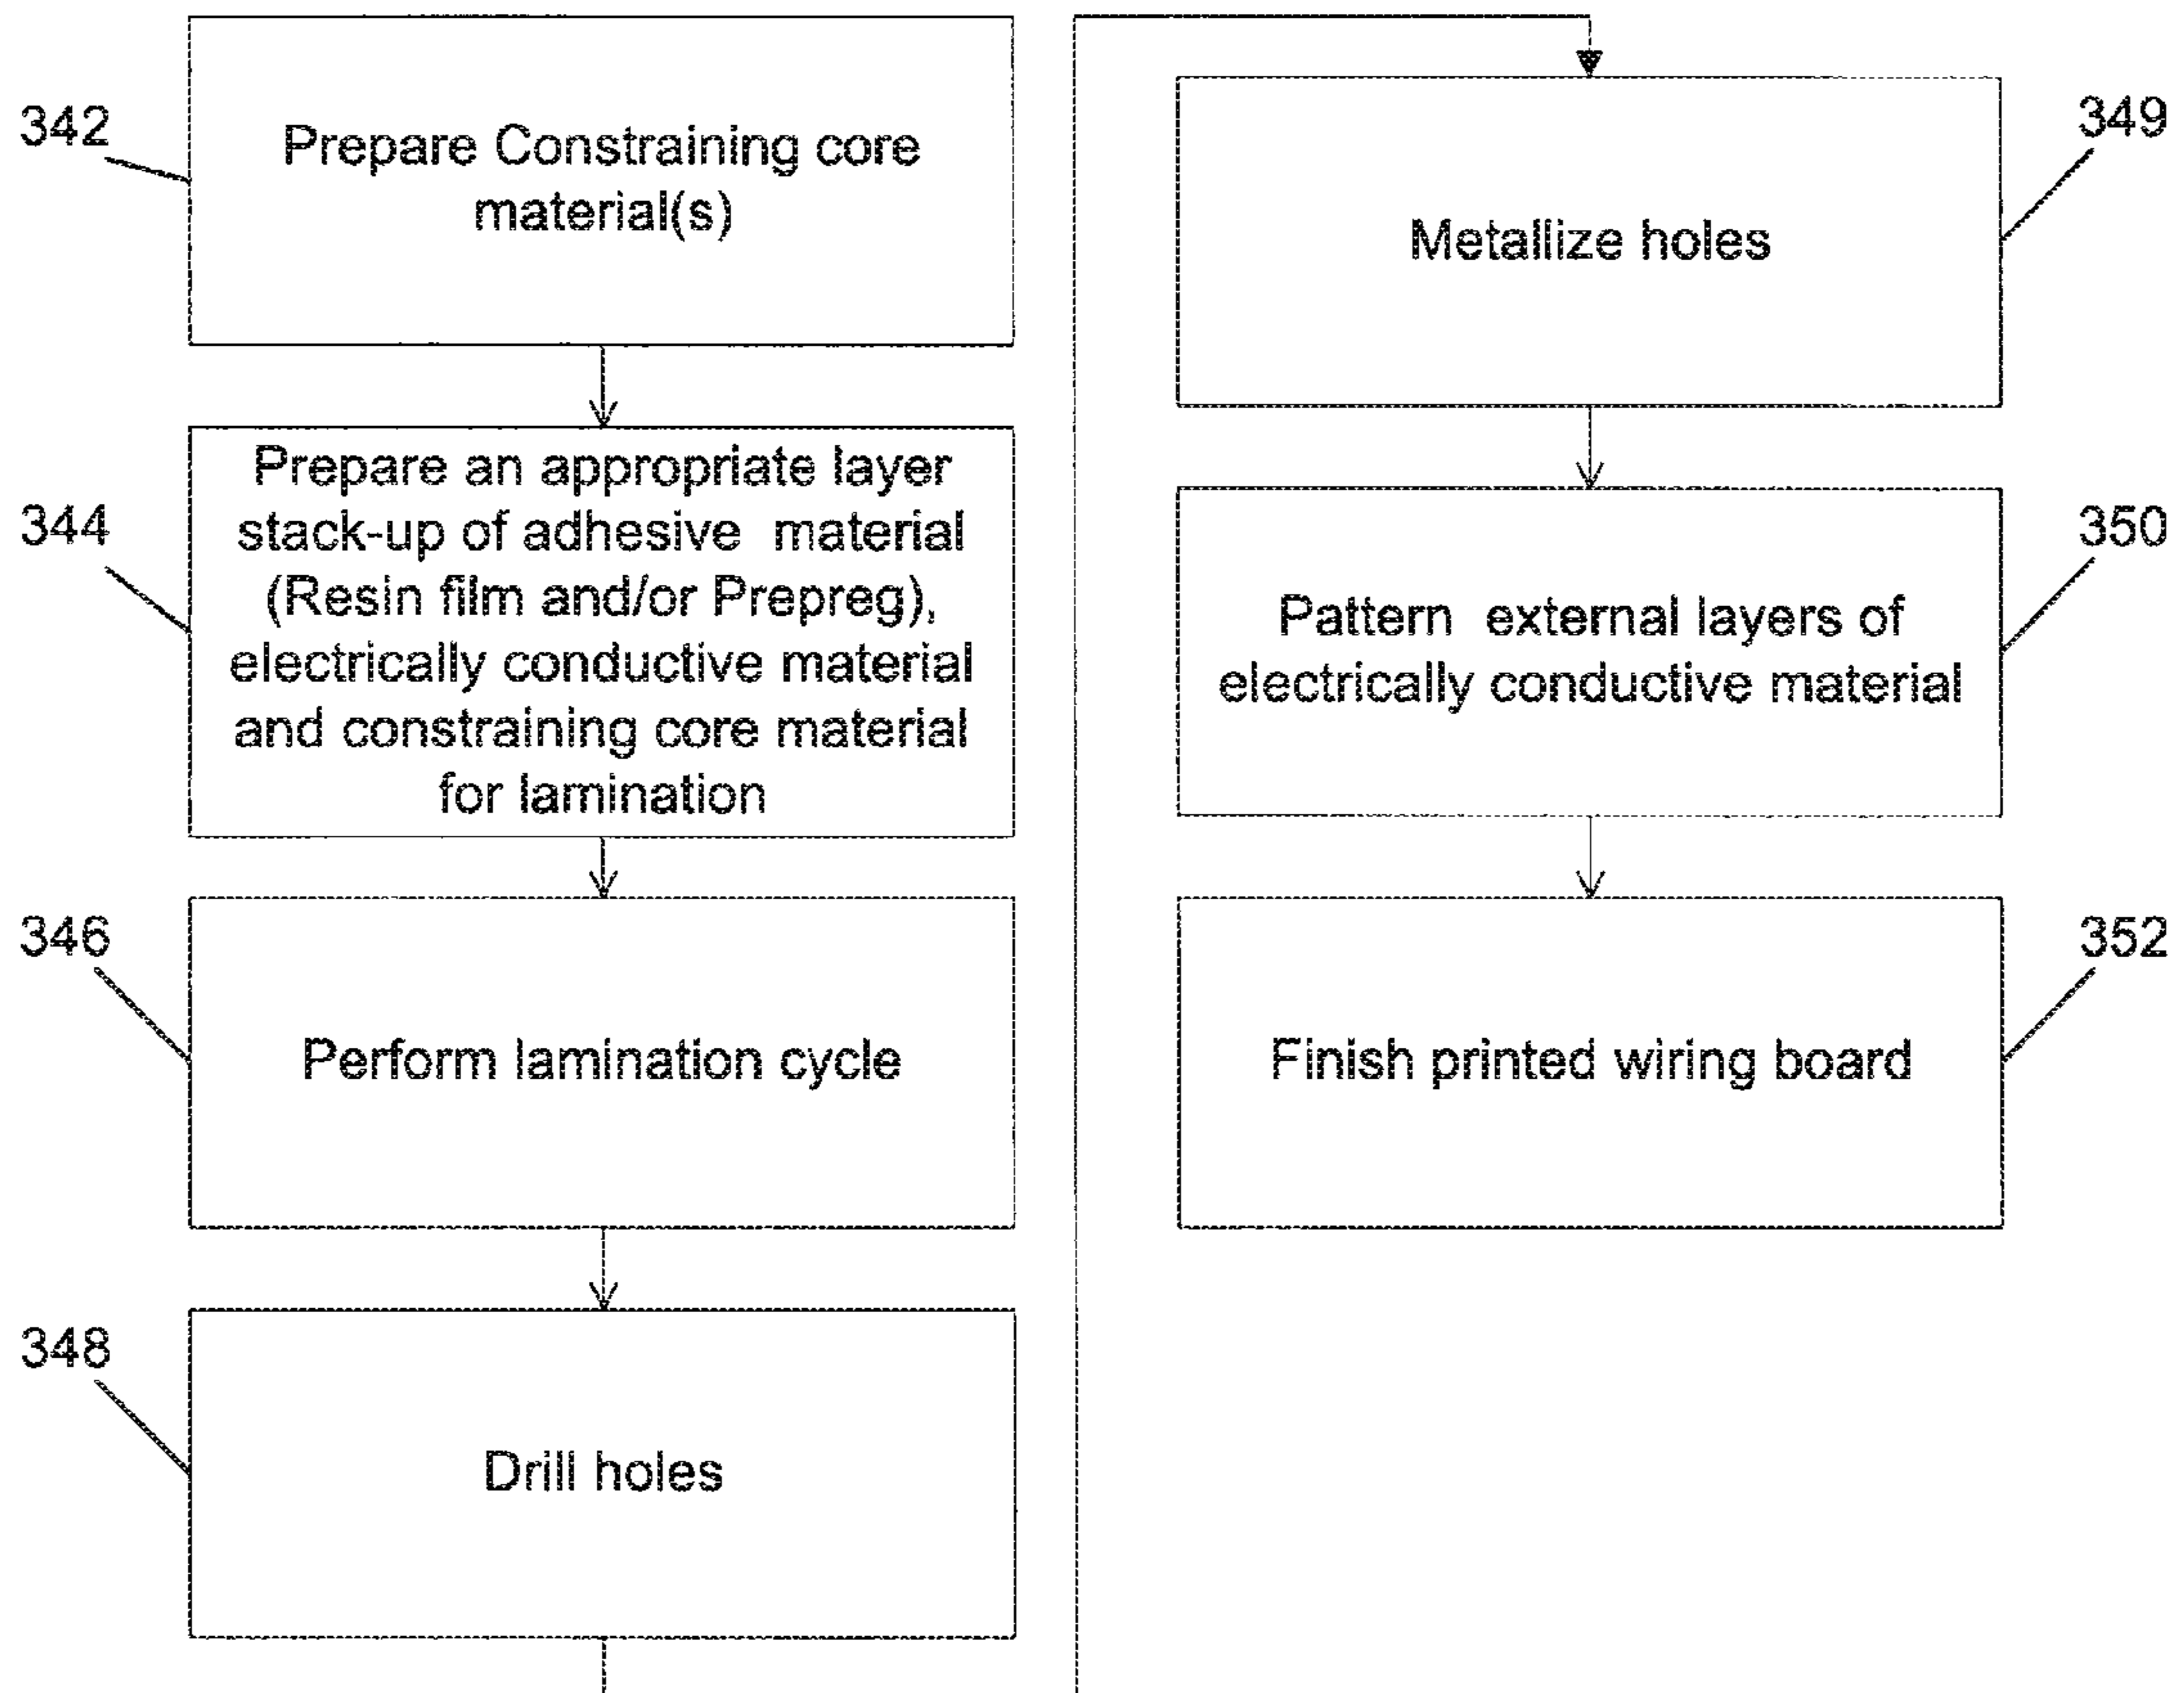 342
Prepare Constraining core
material(s)
344
Prepare an appropriate layer
stack-up of adhesive material
(Resin film and/or Prepreg),
electrically conductive material
and constraining core material
for lamination
346
Perform lamination cycle
348
Drill holes
349
Metallize holes
350
Pattern external layers of
electrically conductive material
352
Finish printed wiring board